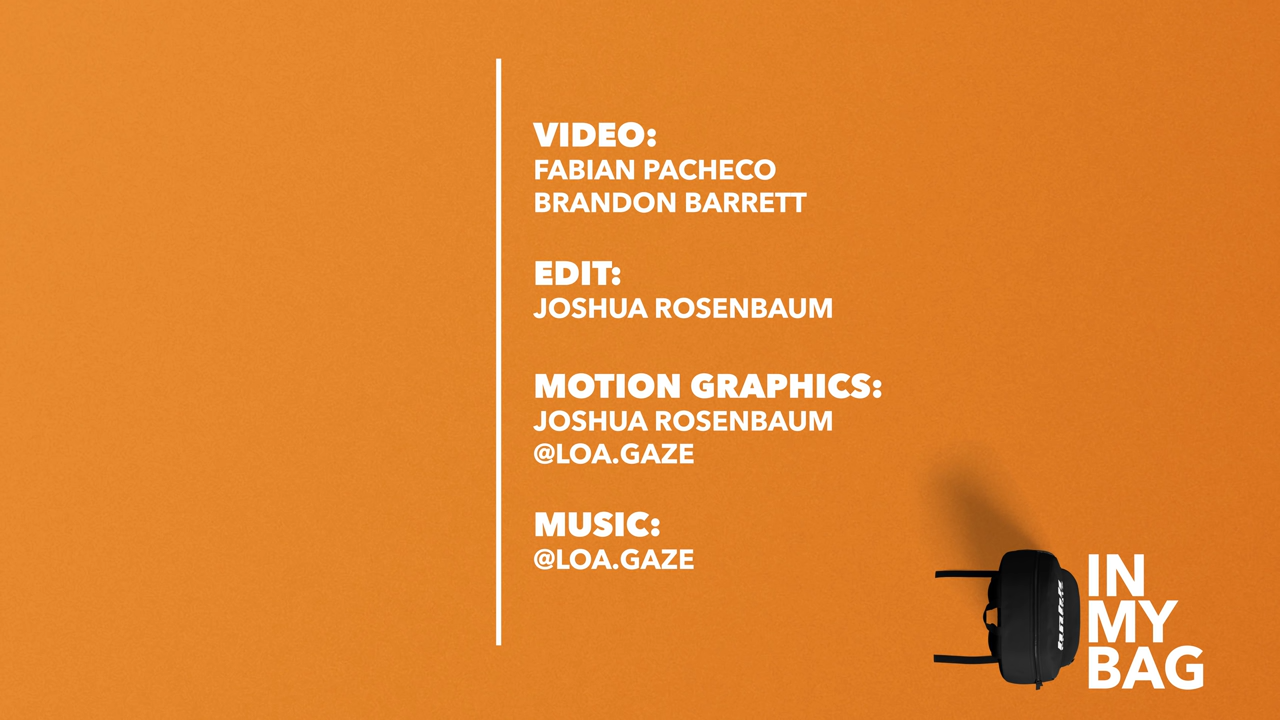 VIDEO:
FABIAN PACHECO
BRANDON BARRETT
EDIT:
JOSHUA ROSENBAUM
MOTION GRAPHICS:
JOSHUA ROSENBAUM
@LOA.GAZE
MUSIC:
@LOA.GAZE
IN
MY
BAG